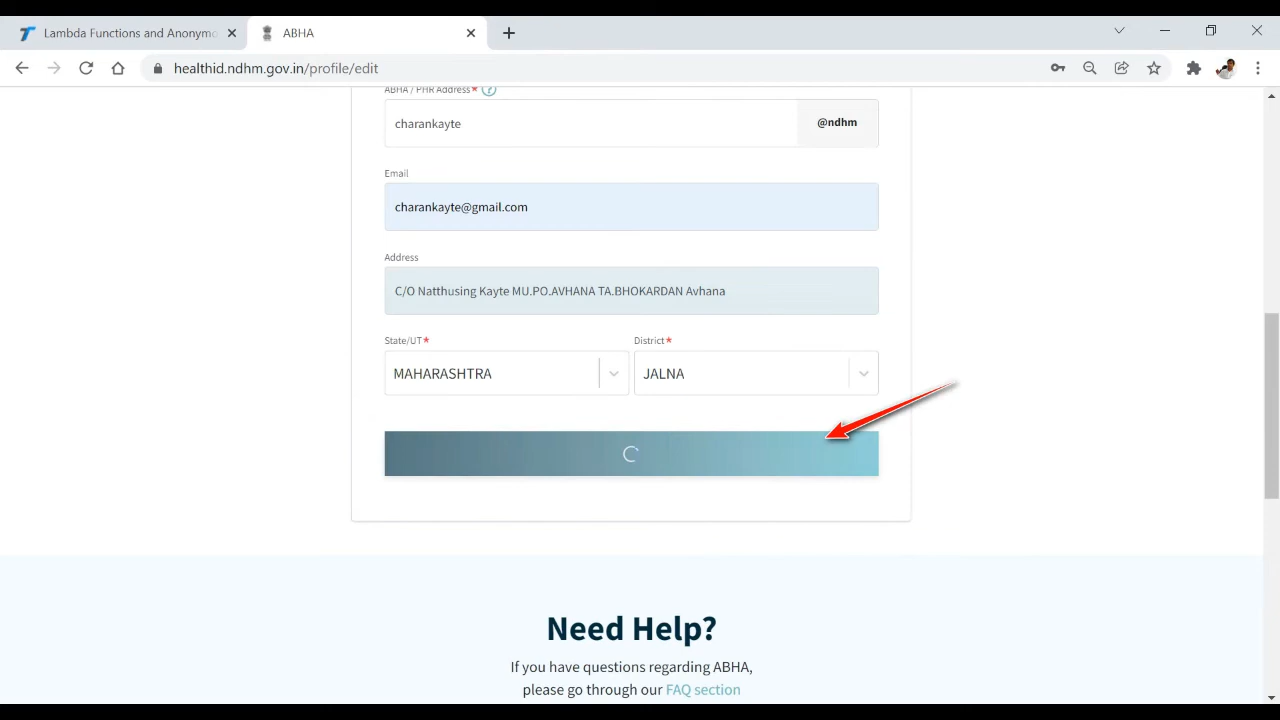 Lambda Functions and Anonymo
ABHA
healthid.ndhm.gov.in/profile/edit
ABHA / PHR Address*
charankayte
@ndhm
Email
charankayte@gmail.com
Address
C/O Natthusing Kayte MU.PO.AVHANA TA.BHOKARDAN Avhana
State/UT* District*
MAHARASHTRA JALNA
Need Help?
If you have questions regarding ABHA,
please go through our FAQ section